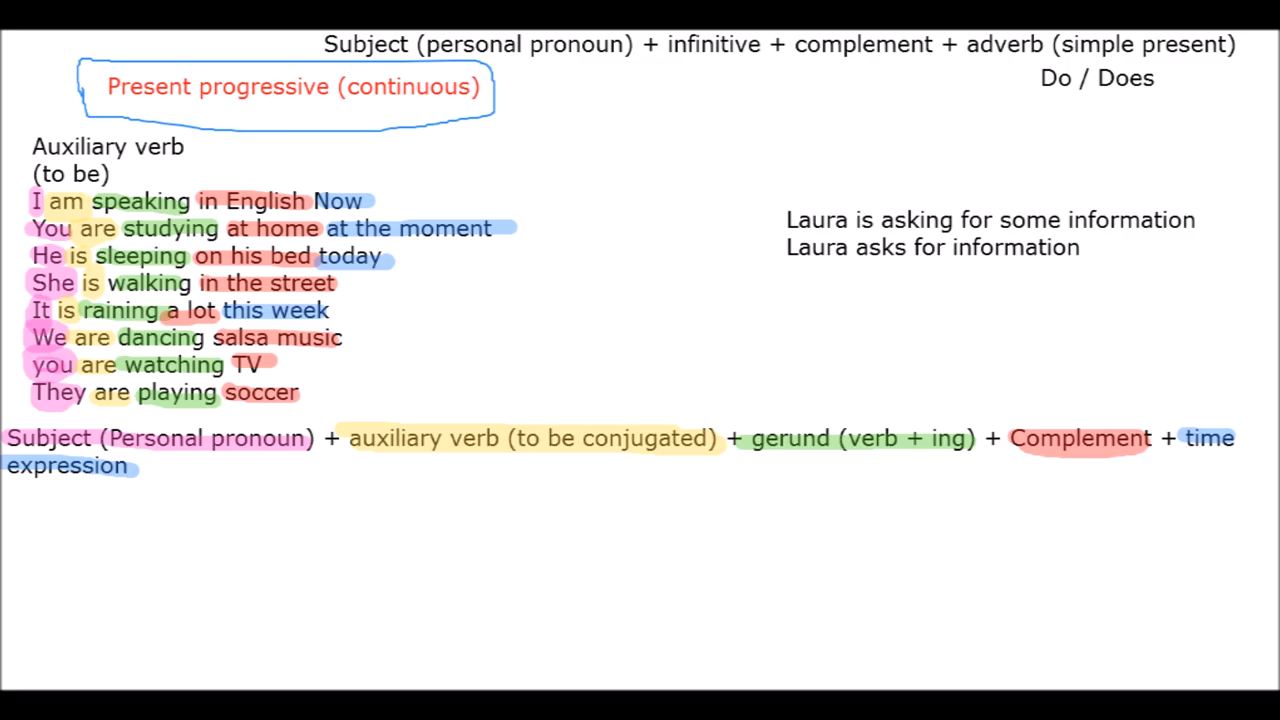 Subject (personal pronoun) + infinitive + complement + adverb (simple present)
Do / Does
Present progressive (continuous)
Auxiliary verb
(to be)
I am speaking in English Now
You are studying at home at the moment
He is sleeping on his bed today
She is walking in the street
It is raining a lot this week
We are dancing salsa music
you are watching TV
They are playing soccer
Laura is asking for some information
Laura asks for information
Subject (Personal pronoun) + auxiliary verb (to be conjugated) + gerund (verb + ing) + Complement + time
expression